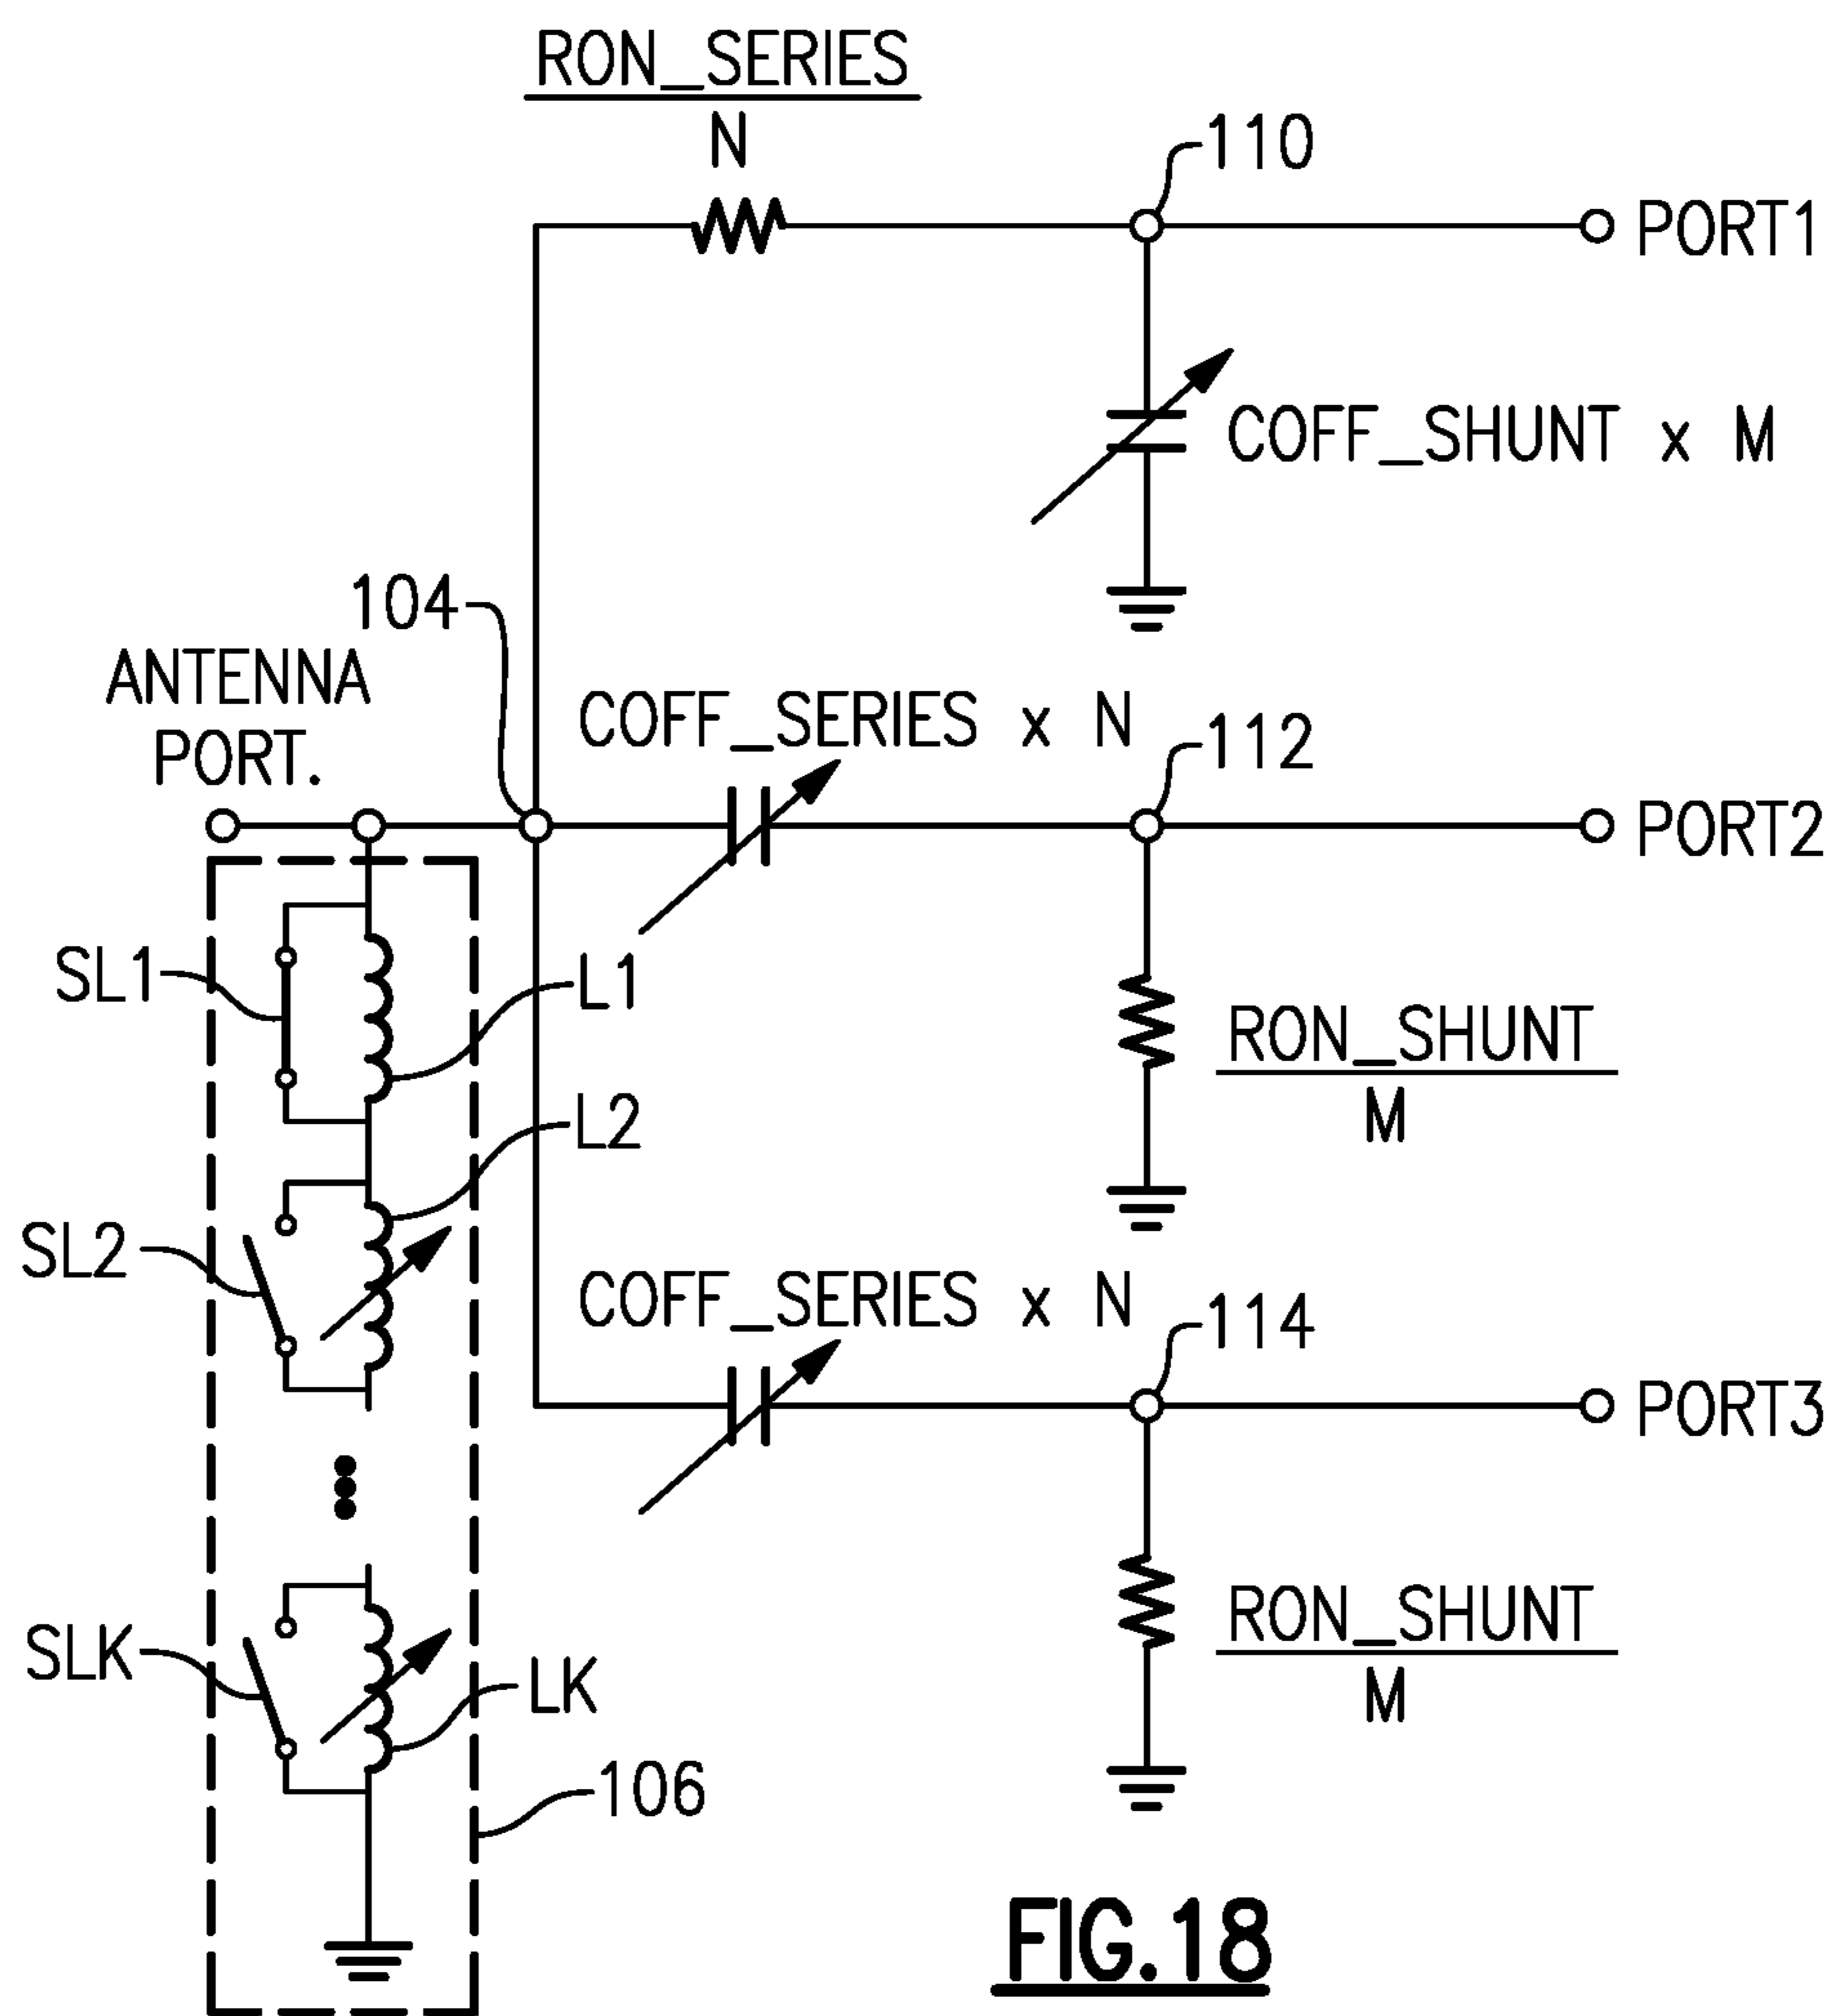 RON_SERIES
N
110
PORT1
COFF_SHUNT x M
104
ANTENNA
PORT.
COFF_SERIES x N
112
PORT2
SL1
L1
RON_SHUNT
M
L2
SL2
COFF_SERIES x N
114
PORT3
SLK
LK
RON_SHUNT
M
106
FIG.18